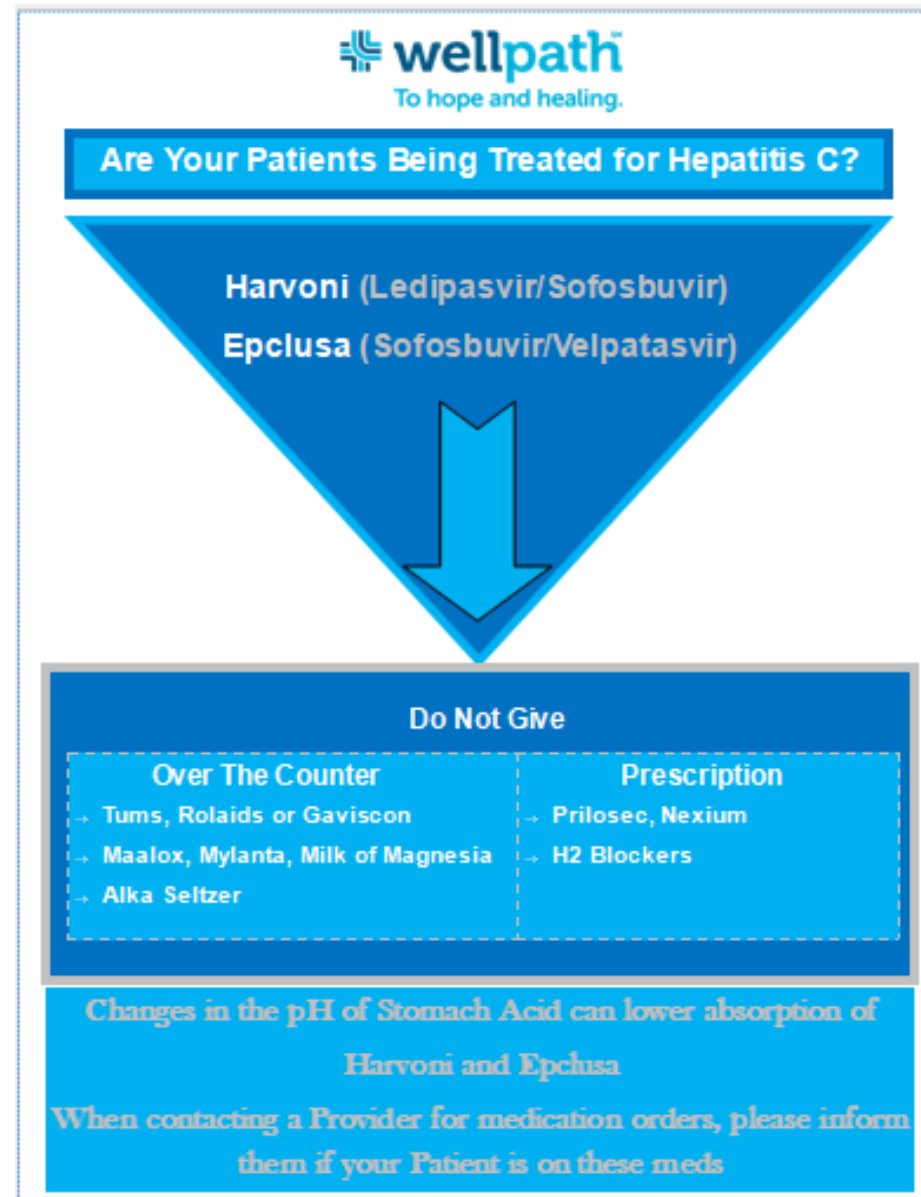 wellpath
To hope and healing.
Are Your Patients Being Treated for Hepatitis C?
Harvoni (Ledipasvir/Sofosbuvir)
Epclusa (Sofosbuvir/Velpatasvir)
Do Not Give
Over The Counter
→ Tums, Rolaids or Gaviscon
→ Maalox, Mylanta, Milk of Magnesia
→ Alka Seltzer
Prescription
→ Prilosec, Nexium
→ H2 Blockers
Changes in the pH of Stomach Acid can lower absorption of
Harvoni and Epclusa
When contacting a Provider for medication orders, please inform
them if your Patient is on these meds